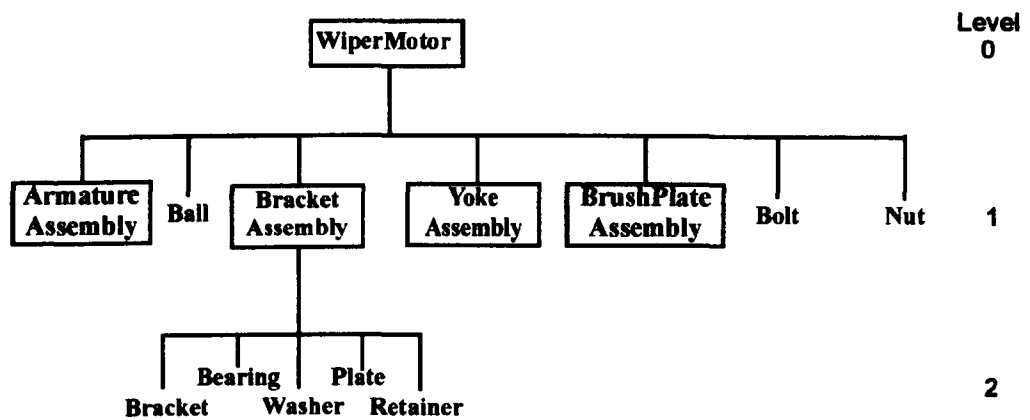 Level
0
WiperMotor
Armature
Assembly
Ball
Bracket
Assembly
Yoke
Assembly
BrushPlate
Assembly
Bolt
Nut
1
Bearing
Plate
Bracket
Washer
Retainer
2